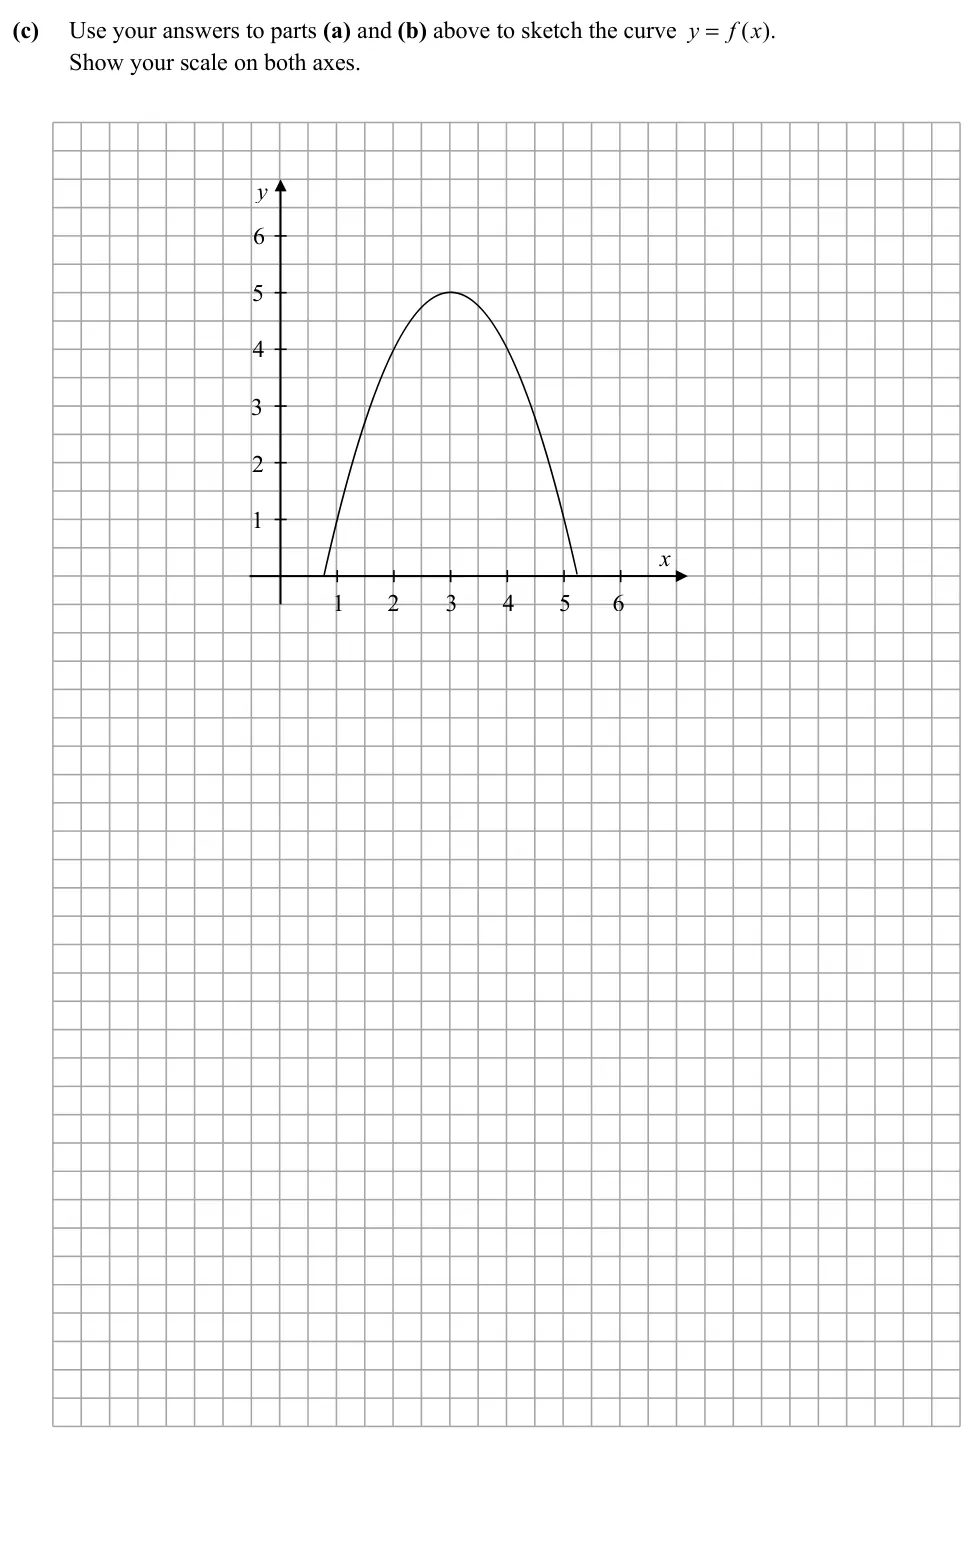 (c) Use your answers to parts (a) and (b) above to sketch the curve y = f(x).
Show your scale on both axes.
y
6
5
4
3
2
1
x
1 2 3 4 5 6